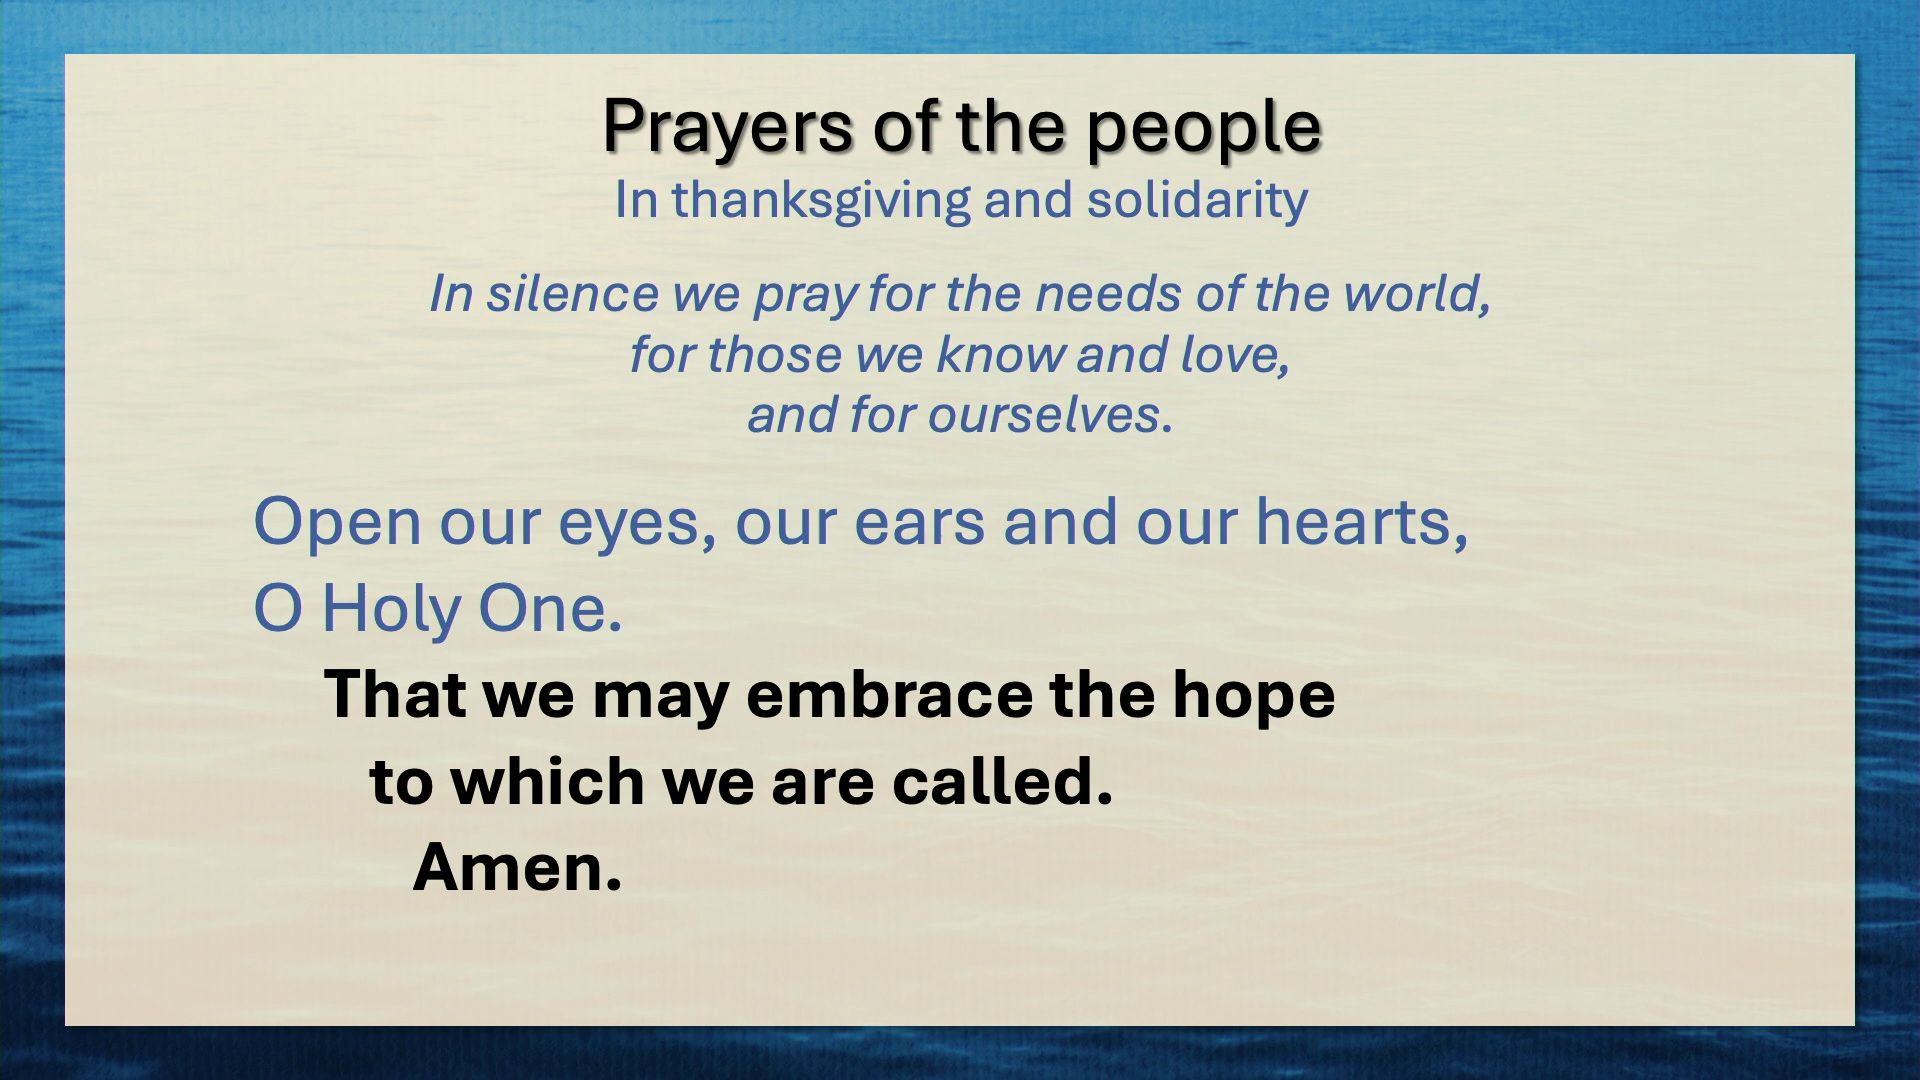 Prayers of the people
In thanksgiving and solidarity
In silence we pray for the needs of the world,
for those we know and love,
and for ourselves.
Open our eyes, our ears and our hearts,
O Holy One.
That we may embrace the hope
to which we are called.
Amen.